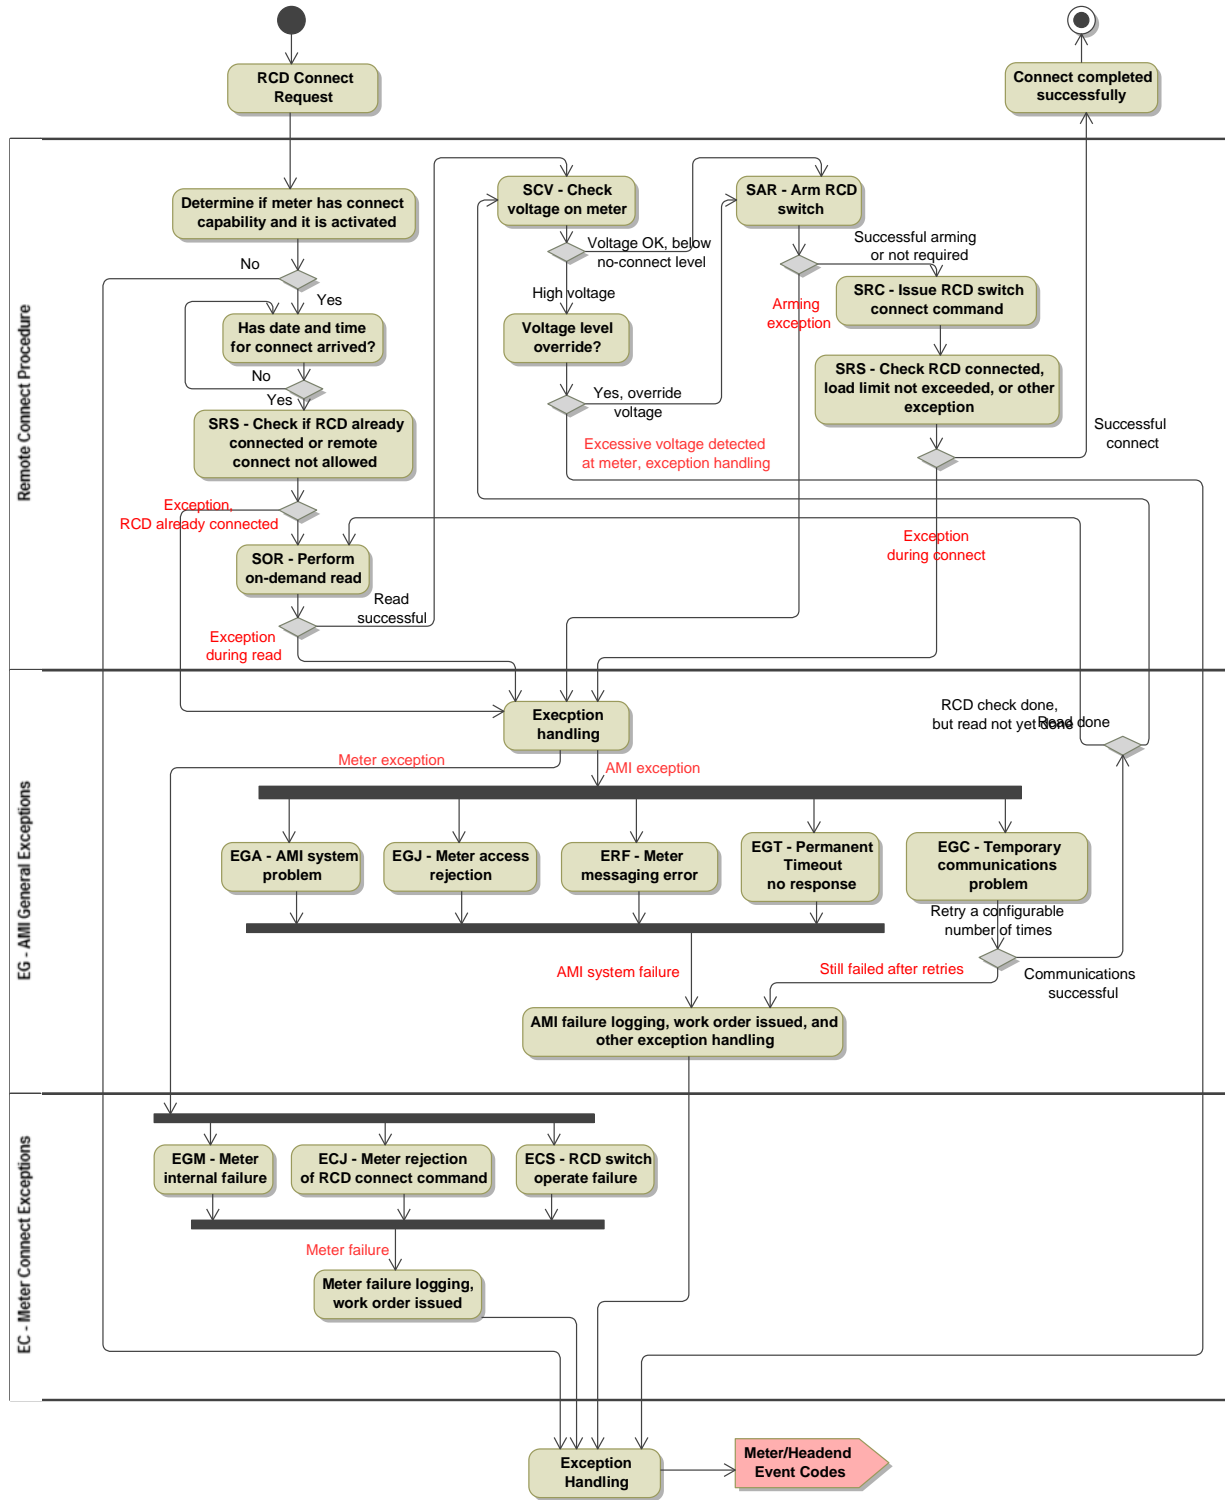 RCD Connect
Request
Connect completed
successfully
Remote Connect Procedure
Determine if meter has connect
capability and it is activated
No
Yes
Has date and time
for connect arrived?
No
Yes
SRS - Check if RCD already
connected or remote
connect not allowed
Exception,
RCD already connected
SOR - Perform
on-demand read
Read
successful
Exception
during read
SCV - Check
voltage on meter
Voltage OK, below
no-connect level
High voltage
Voltage level
override?
Yes, override
voltage
Excessive voltage detected
at meter, exception handling
SAR - Arm RCD
switch
Successful arming
or not required
Arming
exception
SRC - Issue RCD switch
connect command
SRS - Check RCD connected,
load limit not exceeded, or other
exception
Successful
connect
Exception
during connect
EG - AMI General Exceptions
Execption
handling
RCD check done,
but read not yet done
Read done
Meter exception
AMI exception
EGA - AMI system
problem
EGJ - Meter access
rejection
ERF - Meter
messaging error
EGT - Permanent
Timeout
no response
EGC - Temporary
communications
problem
Retry a configurable
number of times
AMI system failure
Still failed after retries
Communications
successful
AMI failure logging, work order issued, and
other exception handling
EC - Meter Connect Exceptions
EGM - Meter
internal failure
ECJ - Meter rejection
of RCD connect command
ECS - RCD switch
operate failure
Meter failure
Meter failure logging,
work order issued
Exception
Handling
Meter/Headend
Event Codes